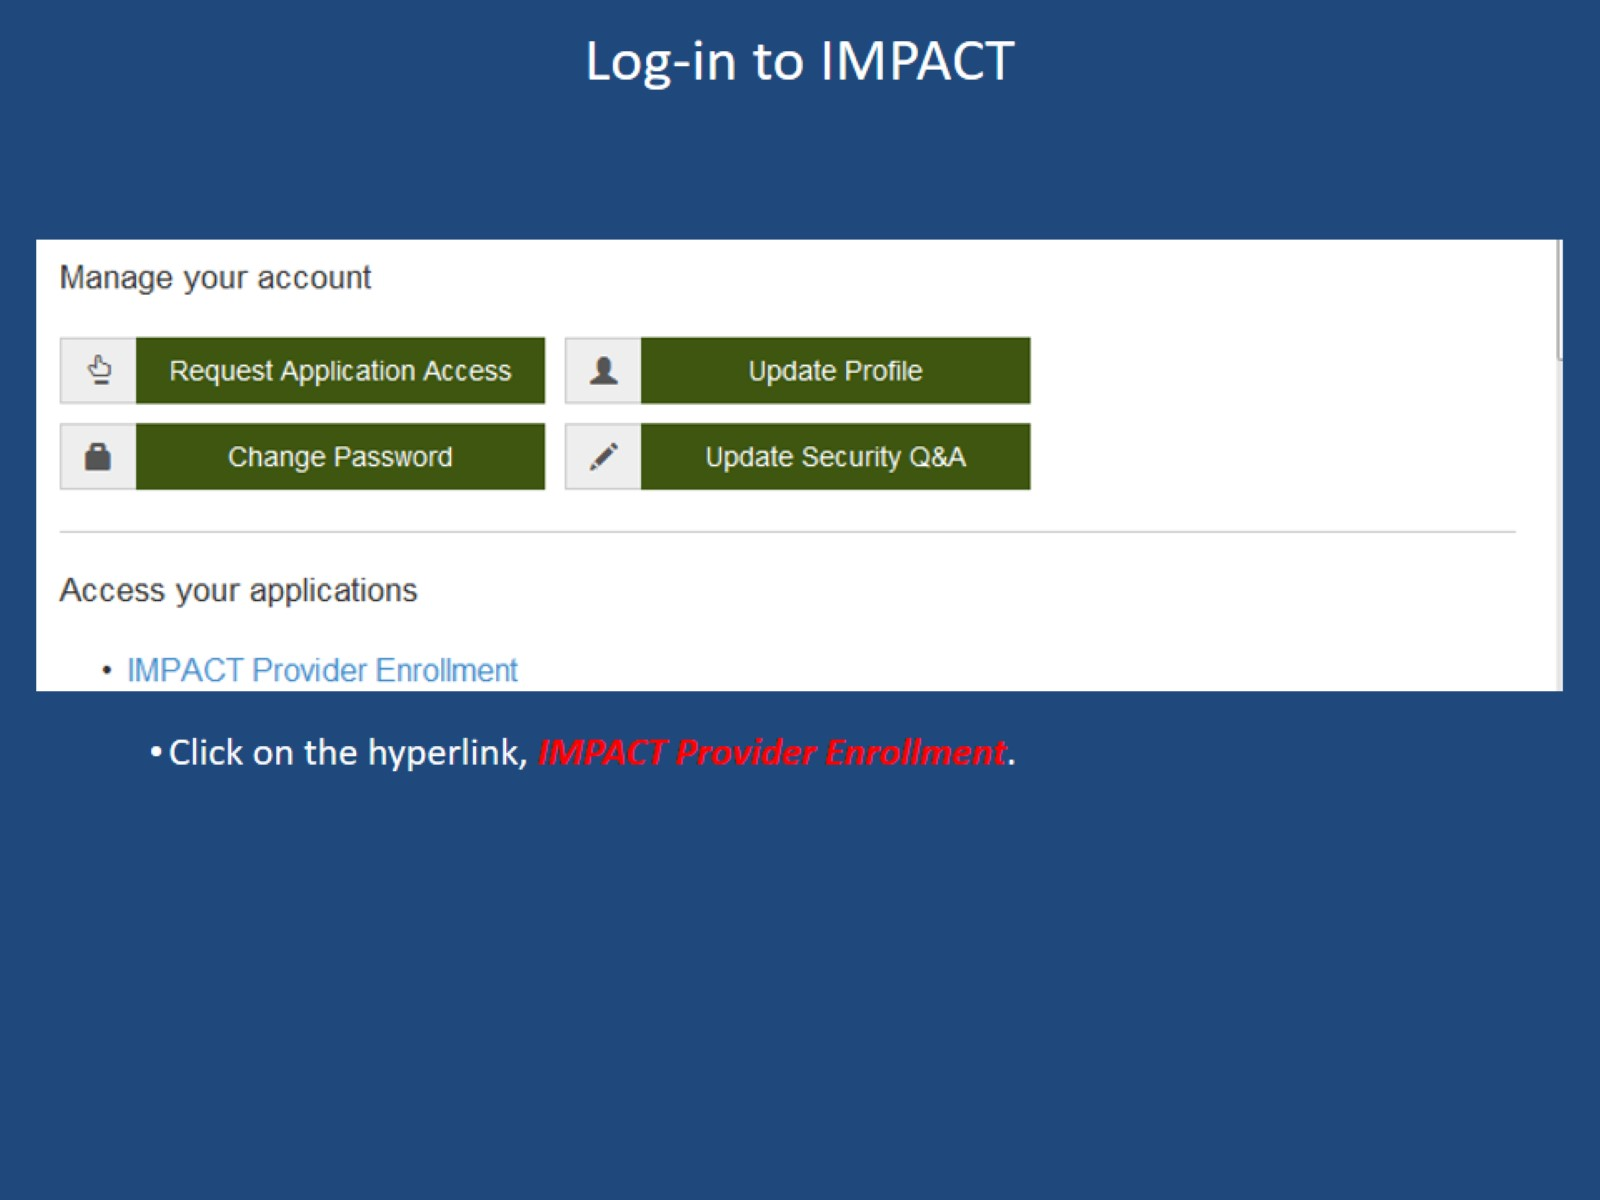 Log-in to IMPACT
Manage your account
Request Application Access
Update Profile
Change Password
Update Security Q&A
Access your applications
• IMPACT Provider Enrollment
• Click on the hyperlink, IMPACT Provider Enrollment.